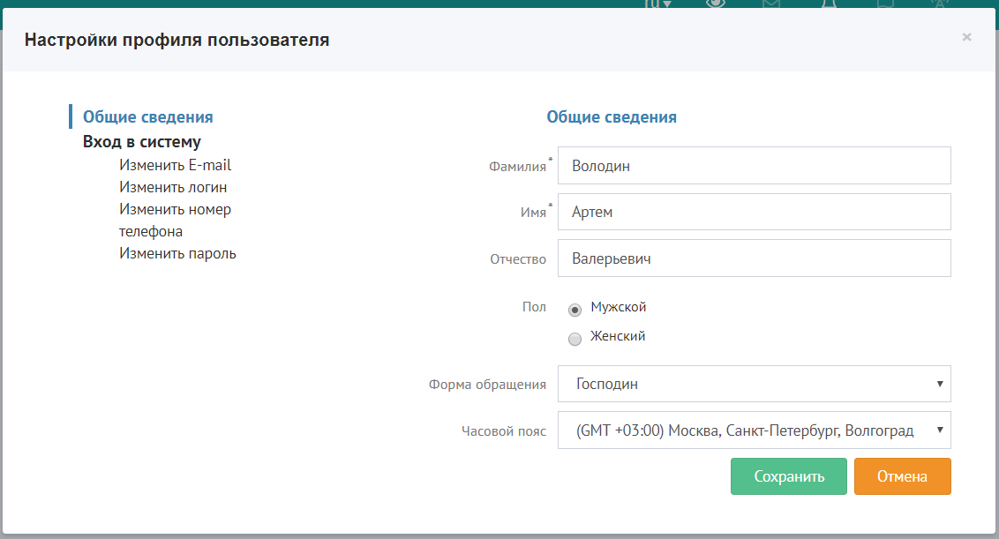 ru
Настройки профиля пользователя
×
Общие сведения
Вход в систему
Изменить E-mail
Изменить логин
Изменить номер
телефона
Изменить пароль
Общие сведения
Фамилия* Володин
Имя* Артем
Отчество Валерьевич
Пол Мужской
Женский
Форма обращения Господин
Часовой пояс (GMT +03:00) Москва, Санкт-Петербург, Волгоград
Сохранить Отмена